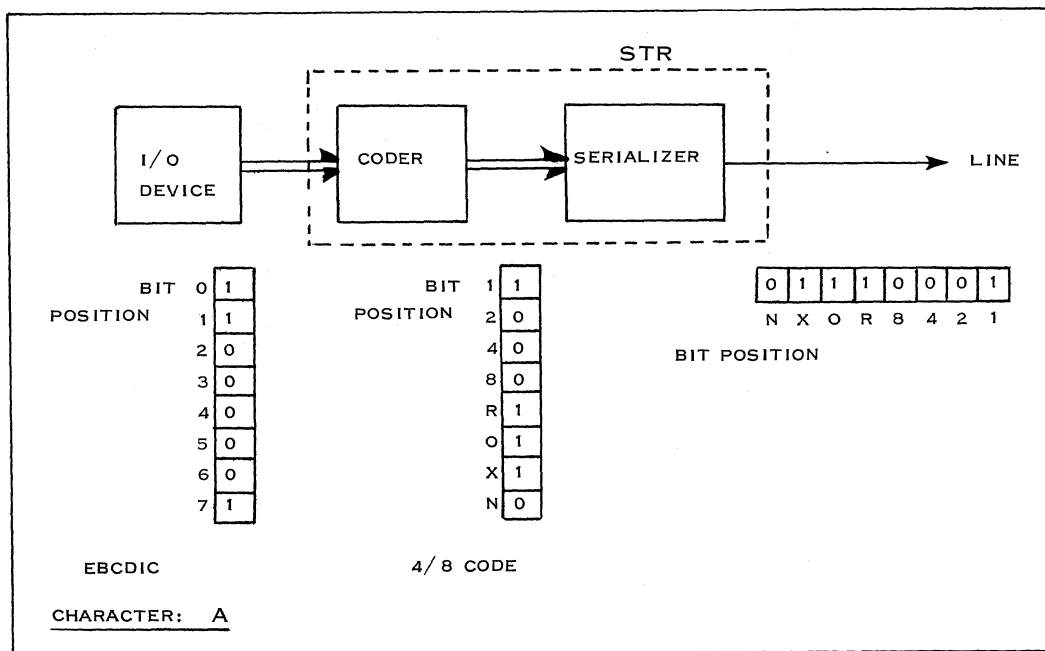 STR
I/O
DEVICE
CODER
SERIALIZER
LINE
BIT 0 1
POSITION 1 1
2 0
3 0
4 0
5 0
6 0
7 1
EBCDIC
BIT 1 1
POSITION 2 0
4 0
8 0
R 1
O 1
X 1
N 0
4/8 CODE
0 1 1 1 0 0 0 1
N X O R 8 4 2 1
BIT POSITION
CHARACTER: A